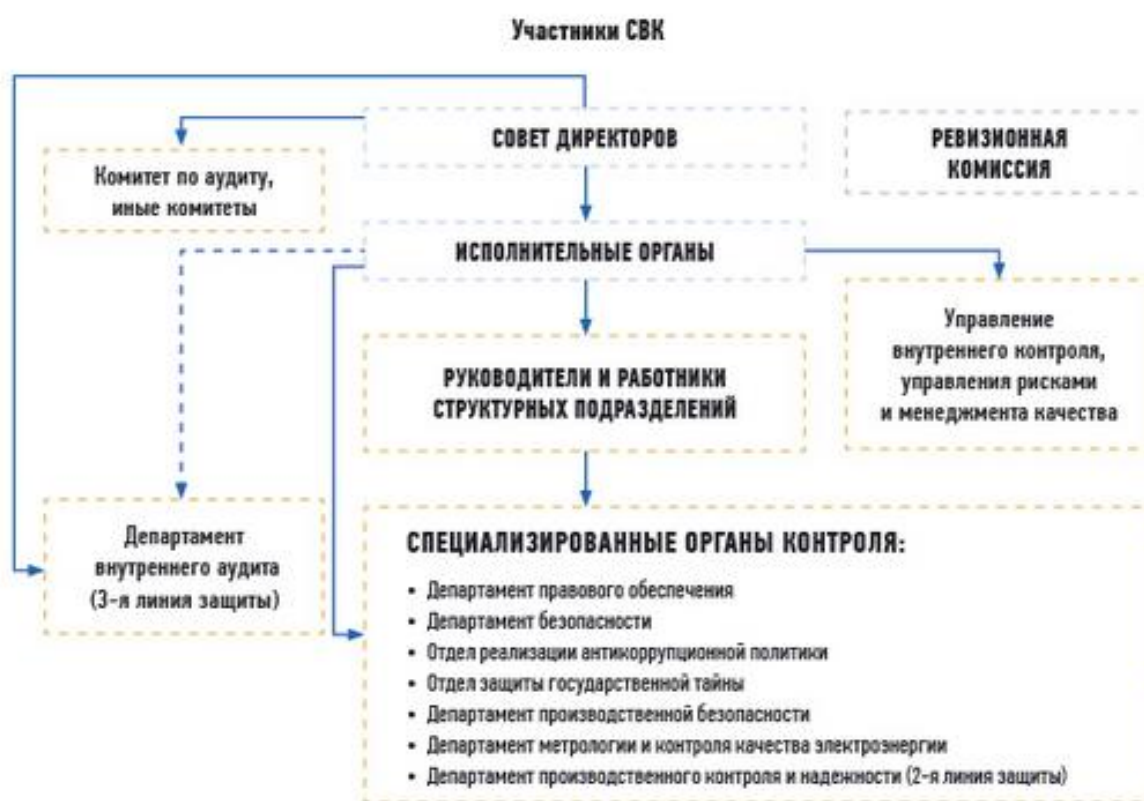 Участники СВК
СОВЕТ ДИРЕКТОРОВ
РЕВИЗИОННАЯ
КОМИССИЯ
Комитет по аудиту,
иные комитеты
ИСПОЛНИТЕЛЬНЫЕ ОРГАНЫ
Управление
внутреннего контроля,
управления рисками
и менеджмента качества
РУКОВОДИТЕЛИ И РАБОТНИКИ
СТРУКТУРНЫХ ПОДРАЗДЕЛЕНИЙ
Департамент
внутреннего аудита
(3-я линия защиты)
СПЕЦИАЛИЗИРОВАННЫЕ ОРГАНЫ КОНТРОЛЯ:
• Департамент правового обеспечения
• Департамент безопасности
• Отдел реализации антикоррупционной политики
• Отдел защиты государственной тайны
• Департамент производственной безопасности
• Департамент метрологии и контроля качества электроэнергии
• Департамент производственного контроля и надежности (2-я линия защиты)